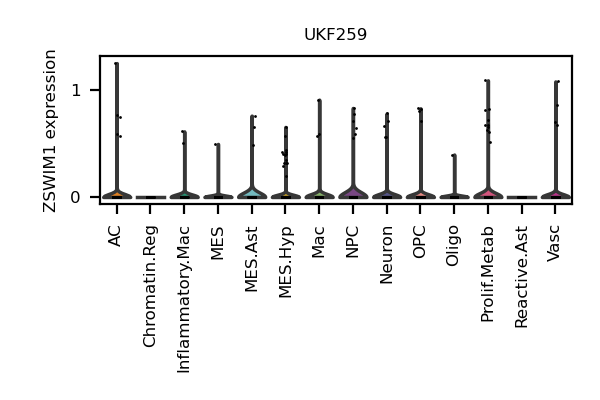 UKF259
ZSWIM1 expression
1
0
AC
Chromatin.Reg
Inflammatory.Mac
MES
MES.Ast
MES.Hyp
Mac
NPC
Neuron
OPC
Oligo
Prolif.Metab
Reactive.Ast
Vasc